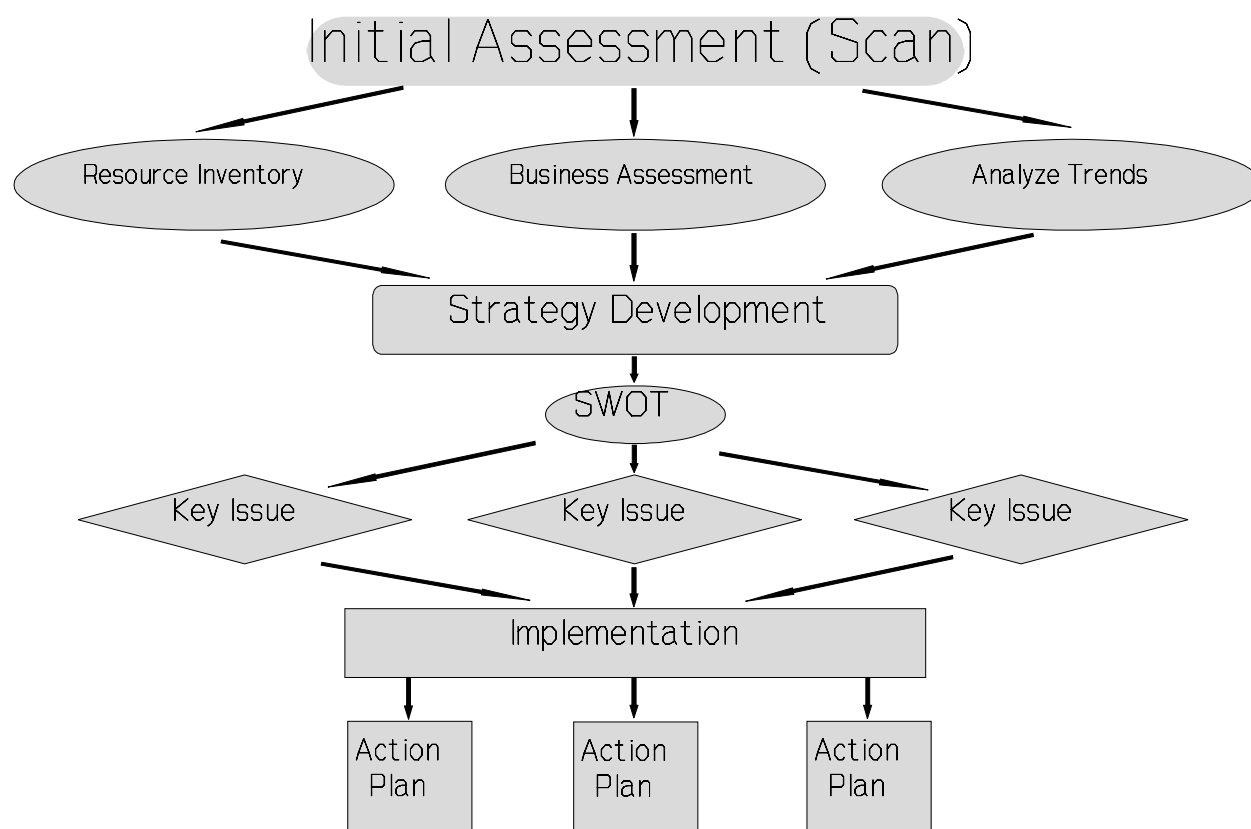 Initial Assessment (Scan)
Resource Inventory
Business Assessment
Analyze Trends
Strategy Development
SWOT
Key Issue
Key Issue
Key Issue
Implementation
Action
Plan
Action
Plan
Action
Plan